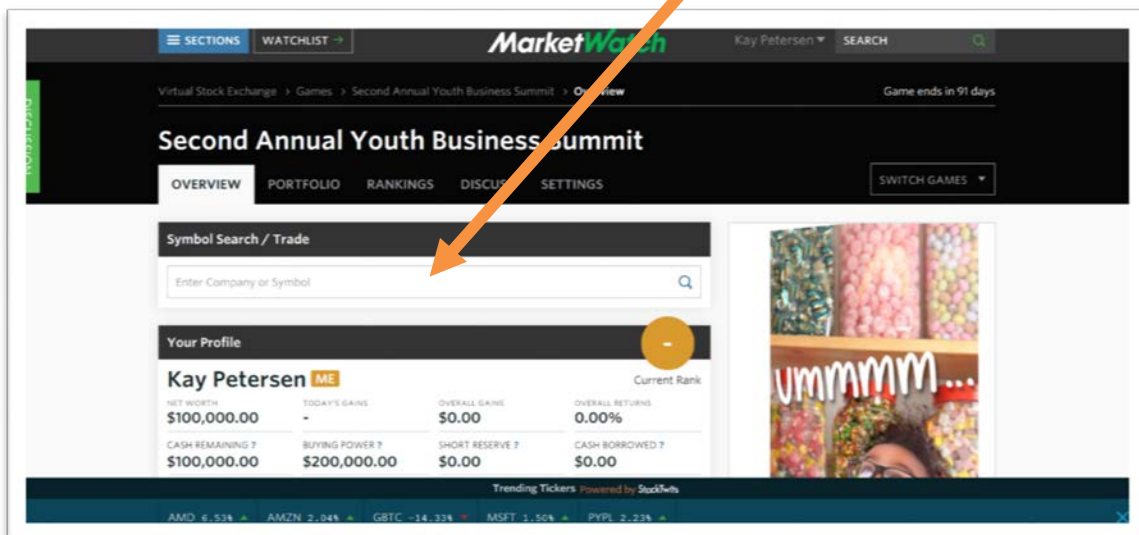 SECTIONS WATCHLIST → MarketWatch Kay Petersen SEARCH
Virtual Stock Exchange > Games > Second Annual Youth Business Summit > Overview Game ends in 91 days
DISCUSSION
Second Annual Youth Business Summit
OVERVIEW PORTFOLIO RANKINGS DISCUSS SETTINGS SWITCH GAMES
Symbol Search / Trade
Enter Company or Symbol
Your Profile
-
Kay Petersen ME Current Rank
NET WORTH TODAY'S GAINS OVERALL GAINS OVERALL RETURNS
$100,000.00 - $0.00 0.00%
CASH REMAINING ? BUYING POWER ? SHORT RESERVE ? CASH BORROWED ?
$100,000.00 $200,000.00 $0.00 $0.00
ummmm...
Trending Tickers Powered by StockTwits
AMD 6.53% AMZN 2.04% GBTC -14.33% MSFT 1.50% PYPL 2.23%